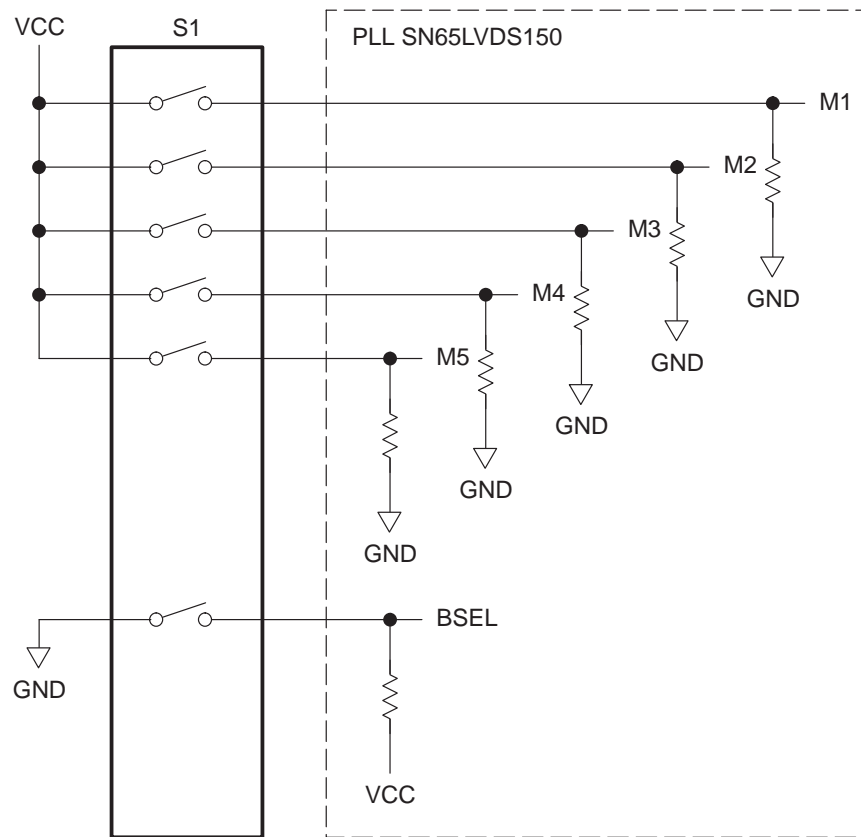 VCC
S1
PLL SN65LVDS150
M1
M2
M3
GND
M4
GND
M5
GND
GND
GND
BSEL
GND
VCC